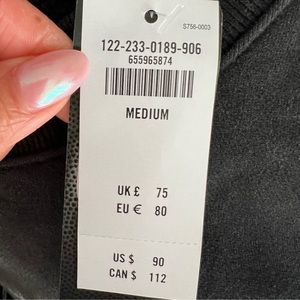 S756-0003
122-233-0189-906
655965874
MEDIUM
UK £ 75
EU € 80
US $ 90
CAN $ 112